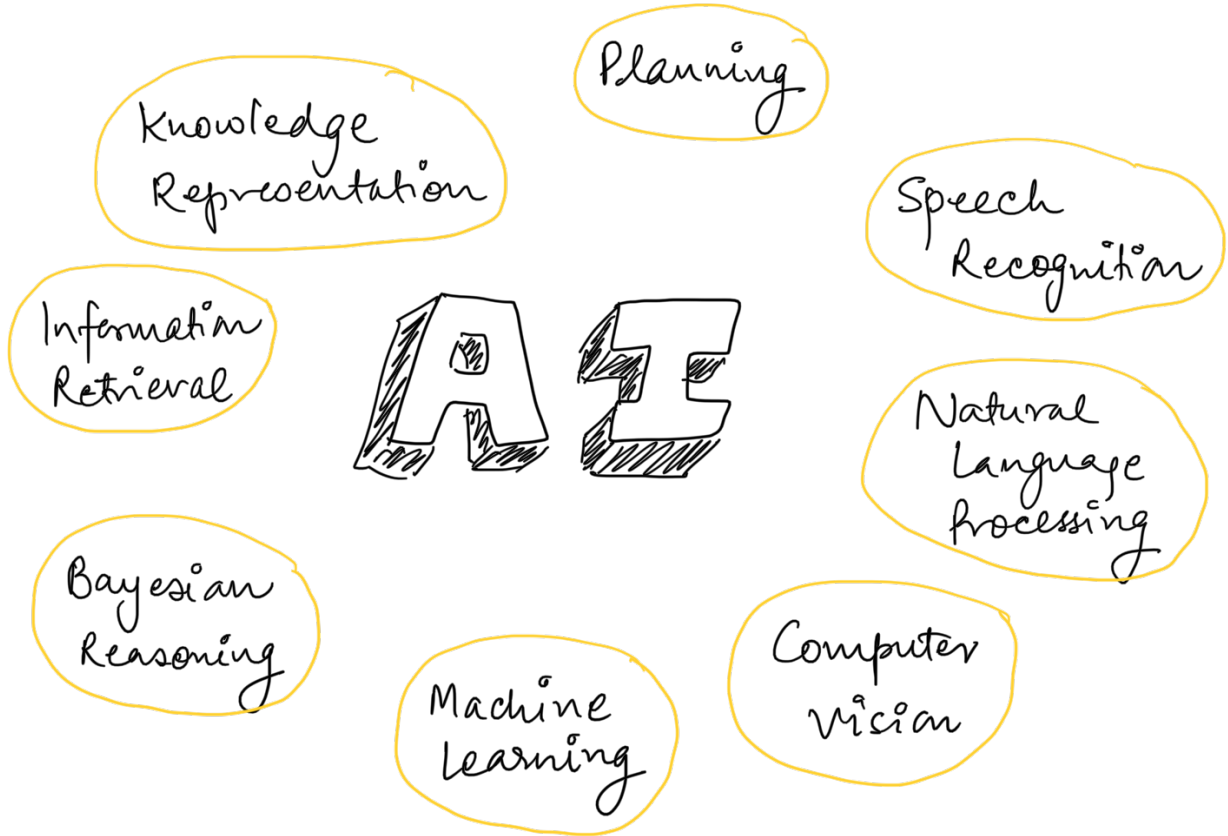 Planning
Knowledge
Representation
Speech
Recognition
Information
Retrieval
AI
Natural
Language
Processing
Bayesian
Reasoning
Computer
Vision
Machine
Learning